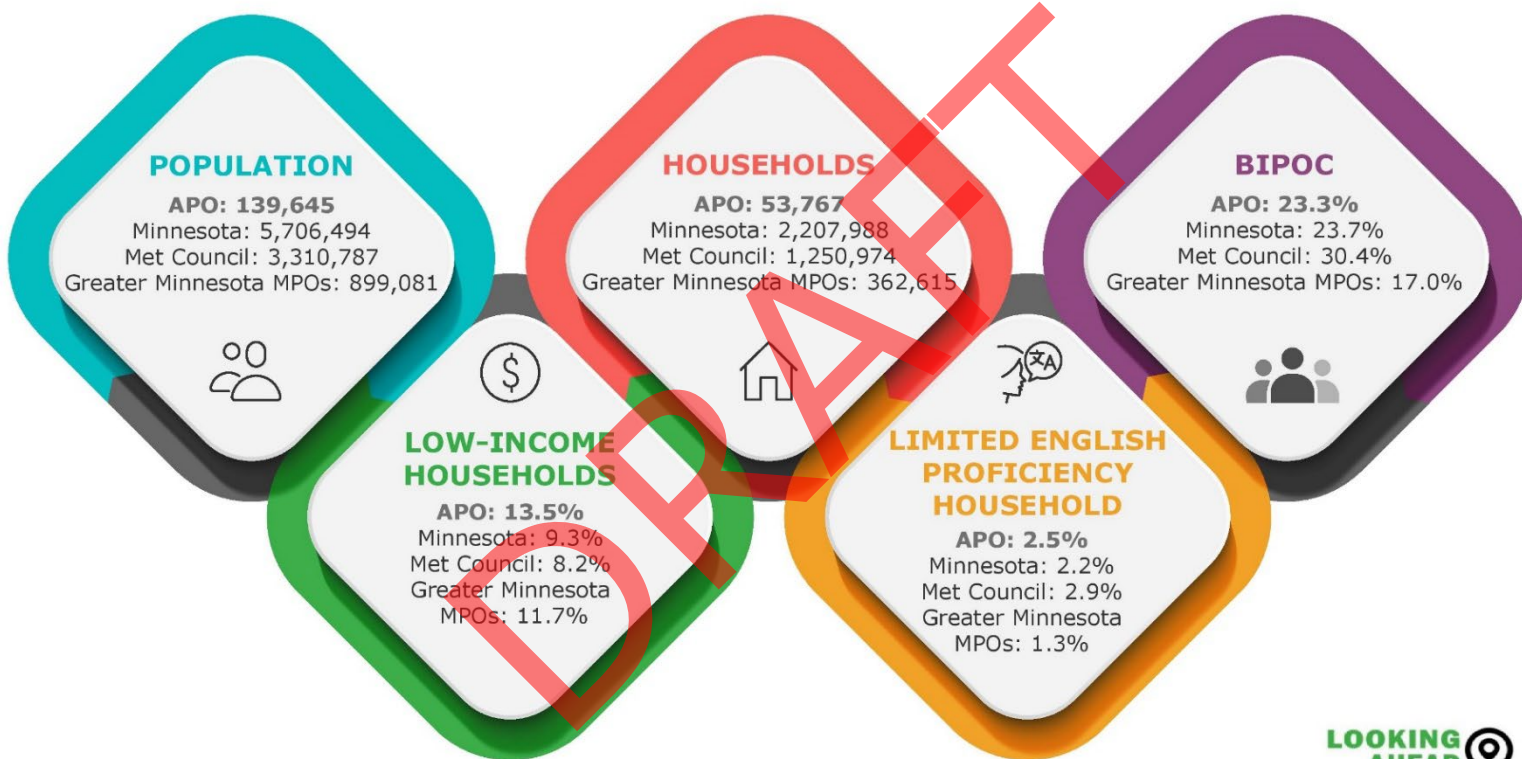 POPULATION
APO: 139,645
Minnesota: 5,706,494
Met Council: 3,310,787
Greater Minnesota MPOs: 899,081
HOUSEHOLDS
APO: 53,767
Minnesota: 2,207,988
Met Council: 1,250,974
Greater Minnesota MPOs: 362,615
BIPOC
APO: 23.3%
Minnesota: 23.7%
Met Council: 30.4%
Greater Minnesota MPOs: 17.0%
$
LOW-INCOME
HOUSEHOLDS
APO: 13.5%
Minnesota: 9.3%
Met Council: 8.2%
Greater Minnesota
MPOs: 11.7%
文A
LIMITED ENGLISH
PROFICIENCY
HOUSEHOLD
APO: 2.5%
Minnesota: 2.2%
Met Council: 2.9%
Greater Minnesota
MPOs: 1.3%
DRAFT
LOOKING
AHEAD